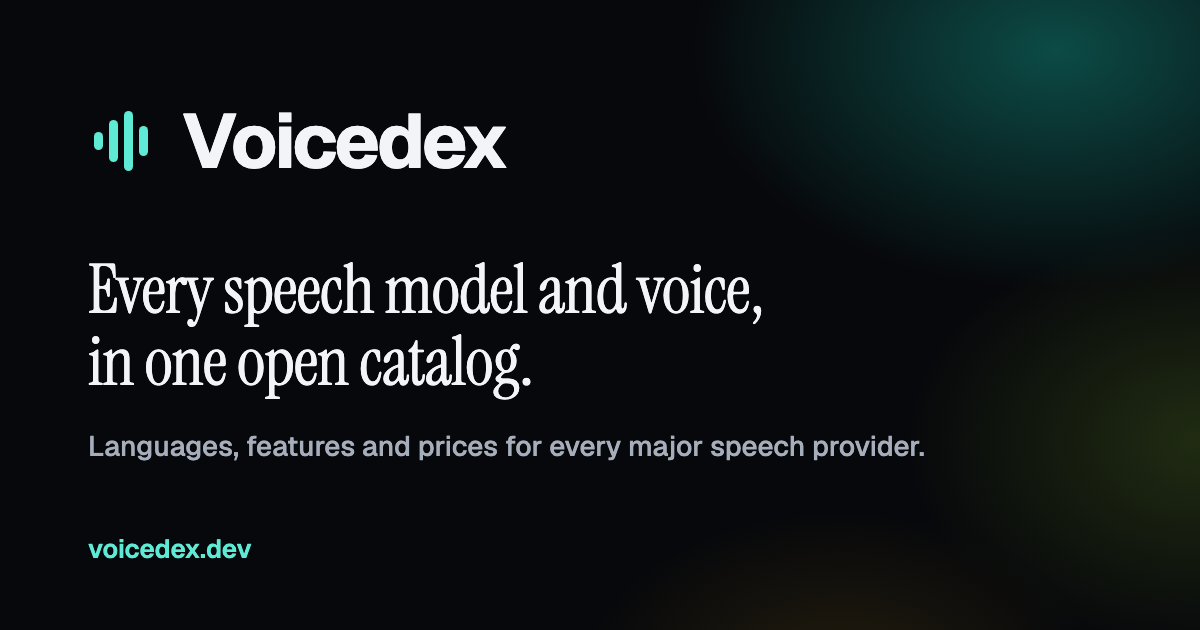 Voicedex
Every speech model and voice,
in one open catalog.
Languages, features and prices for every major speech provider.
voicedex.dev